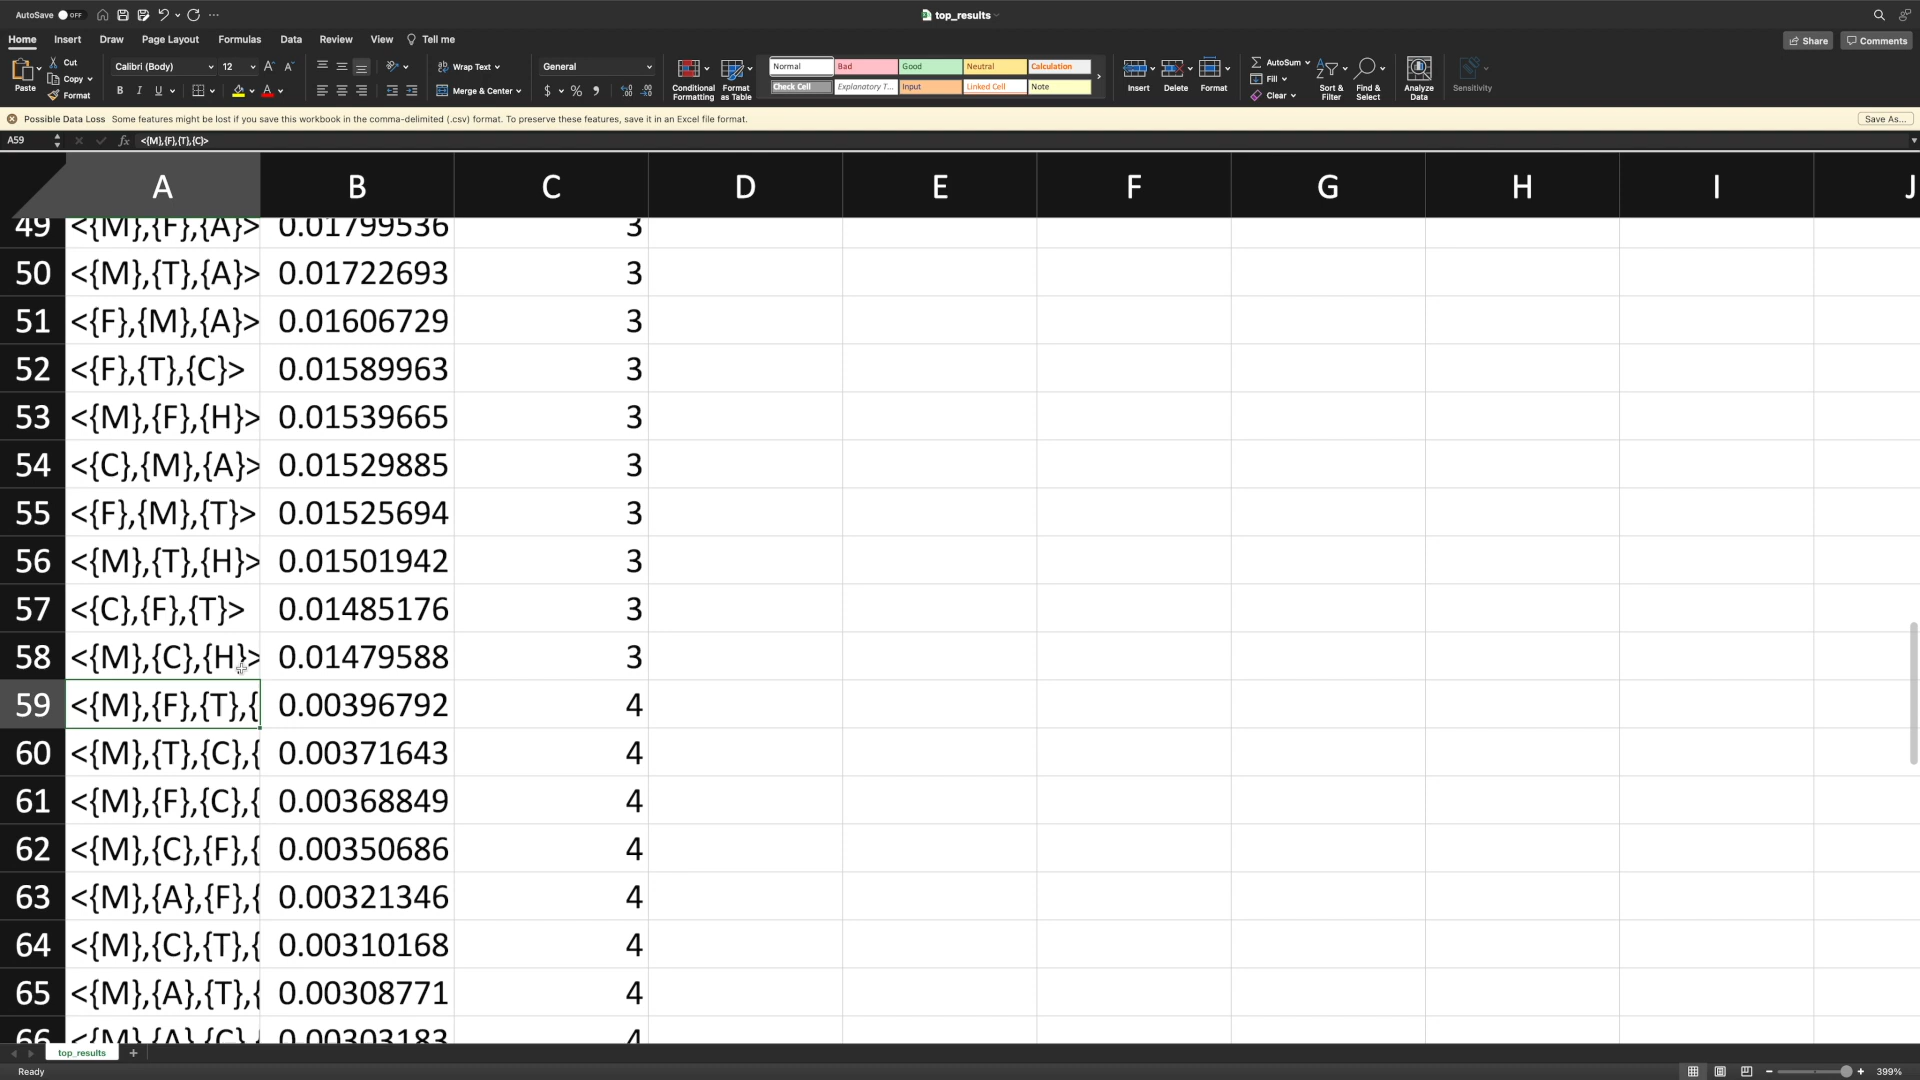 AutoSave OFF top_results
Home Insert Draw Page Layout Formulas Data Review View Tell me Share Comments
Paste Cut Copy Format
Calibri (Body) 12 Wrap Text Merge & Center General
B I U
Conditional Formatting Format as Table
Normal Bad Good Neutral Calculation
Check Cell Explanatory T... Input Linked Cell Note
Insert Delete Format AutoSum Fill Clear Sort & Filter Find & Select Analyze Data Sensitivity
Possible Data Loss Some features might be lost if you save this workbook in the comma-delimited (.csv) format. To preserve these features, save it in an Excel file format. Save As...
A59 fx <{M},{F},{T},{C}>
A B C D E F G H I J
49 <{M},{F},{A}> 0.01799536 3
50 <{M},{T},{A}> 0.01722693 3
51 <{F},{M},{A}> 0.01606729 3
52 <{F},{T},{C}> 0.01589963 3
53 <{M},{F},{H}> 0.01539665 3
54 <{C},{M},{A}> 0.01529885 3
55 <{F},{M},{T}> 0.01525694 3
56 <{M},{T},{H}> 0.01501942 3
57 <{C},{F},{T}> 0.01485176 3
58 <{M},{C},{H}> 0.01479588 3
59 <{M},{F},{T},{ 0.00396792 4
60 <{M},{T},{C},{ 0.00371643 4
61 <{M},{F},{C},{ 0.00368849 4
62 <{M},{C},{F},{ 0.00350686 4
63 <{M},{A},{F},{ 0.00321346 4
64 <{M},{C},{T},{ 0.00310168 4
65 <{M},{A},{T},{ 0.00308771 4
66 <{M},{A},{C},{ 0.00303183 4
top_results
Ready 399%